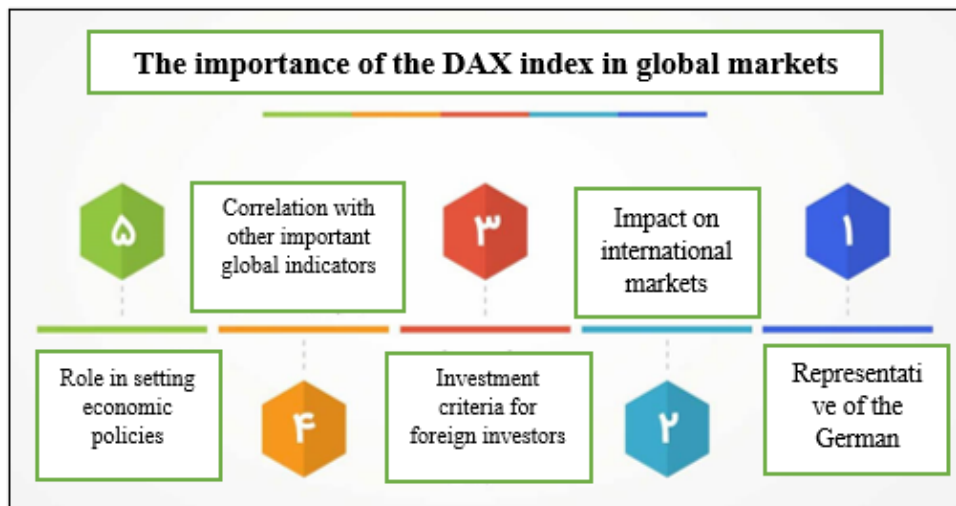 The importance of the DAX index in global markets
۱
Representati
ve of the
German
۲
Impact on
international
markets
۳
Investment
criteria for
foreign investors
۴
Correlation with
other important
global indicators
۵
Role in setting
economic
policies